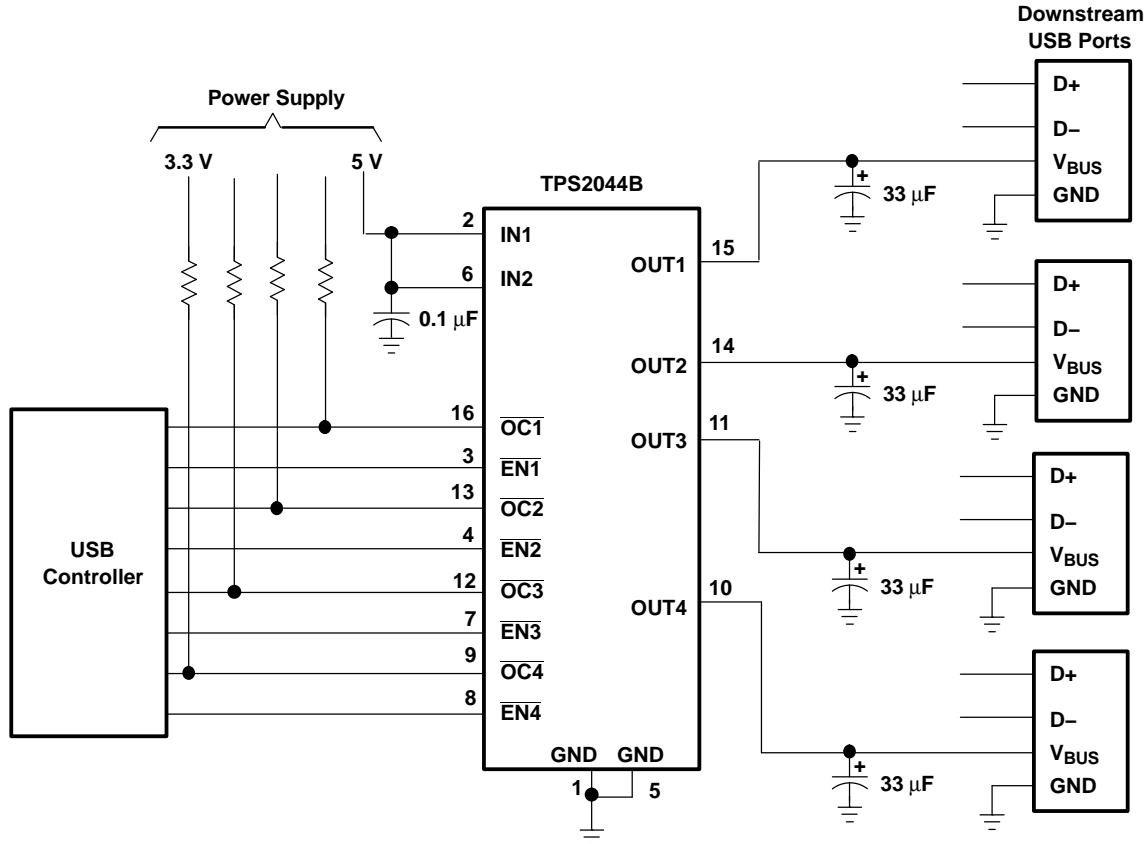 Downstream
USB Ports
Power Supply
3.3 V
5 V
TPS2044B
2
IN1
6
IN2
0.1 μF
16
OC1
3
EN1
13
OC2
4
EN2
12
OC3
7
EN3
9
OC4
8
EN4
USB
Controller
GND
GND
1
5
OUT1
15
OUT2
14
OUT3
11
OUT4
10
+
33 μF
D+
D−
VBUS
GND
+
33 μF
D+
D−
VBUS
GND
+
33 μF
D+
D−
VBUS
GND
+
33 μF
D+
D−
VBUS
GND